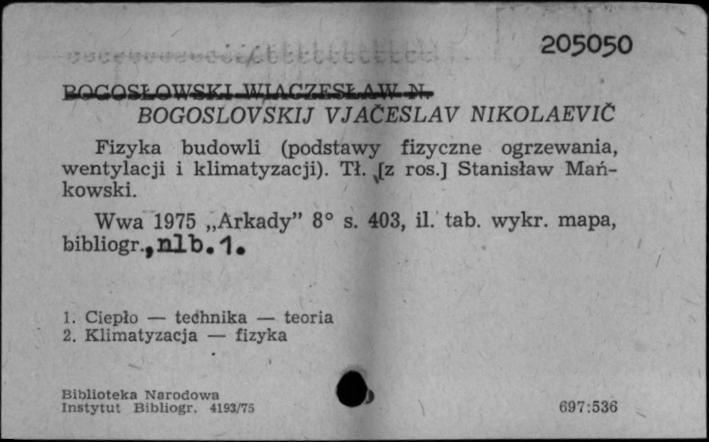 205050
BOGOSŁOWSKI WIACZESŁAW N.
BOGOSLOVSKIJ VJAČESLAV NIKOLAEVIČ
Fizyka budowli (podstawy fizyczne ogrzewania,
wentylacji i klimatyzacji). Tł. [z ros.] Stanisław Mań-
kowski.
Wwa 1975 „Arkady” 8° s. 403, il. tab. wykr. mapa,
bibliogr., nlb. 1.
1. Ciepło — technika — teoria
2. Klimatyzacja — fizyka
Biblioteka Narodowa
Instytut Bibliogr. 4193/75
697:536